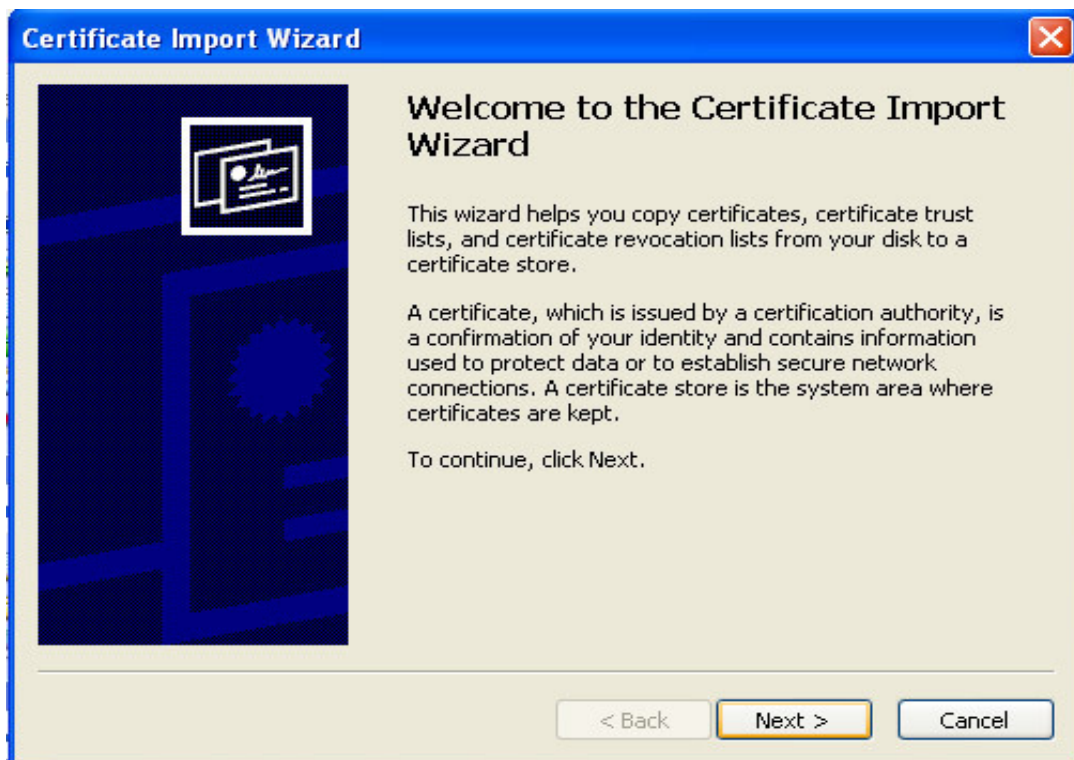 Certificate Import Wizard
Welcome to the Certificate Import
Wizard
This wizard helps you copy certificates, certificate trust
lists, and certificate revocation lists from your disk to a
certificate store.
A certificate, which is issued by a certification authority, is
a confirmation of your identity and contains information
used to protect data or to establish secure network
connections. A certificate store is the system area where
certificates are kept.
To continue, click Next.
< Back
Next >
Cancel